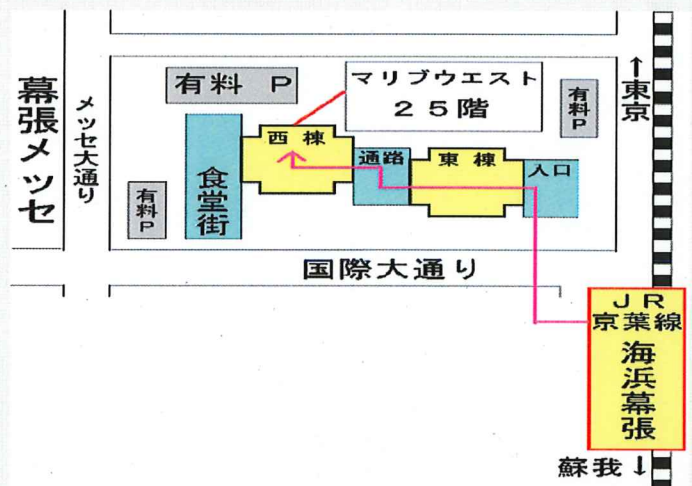 幕張メッセ
メッセ大通り
有料 P
マリブウエスト
25階
有料P
↑東京
西棟
通路
東棟
入口
食堂街
有料P
国際大通り
JR
京葉線
海浜幕張
蘇我↓